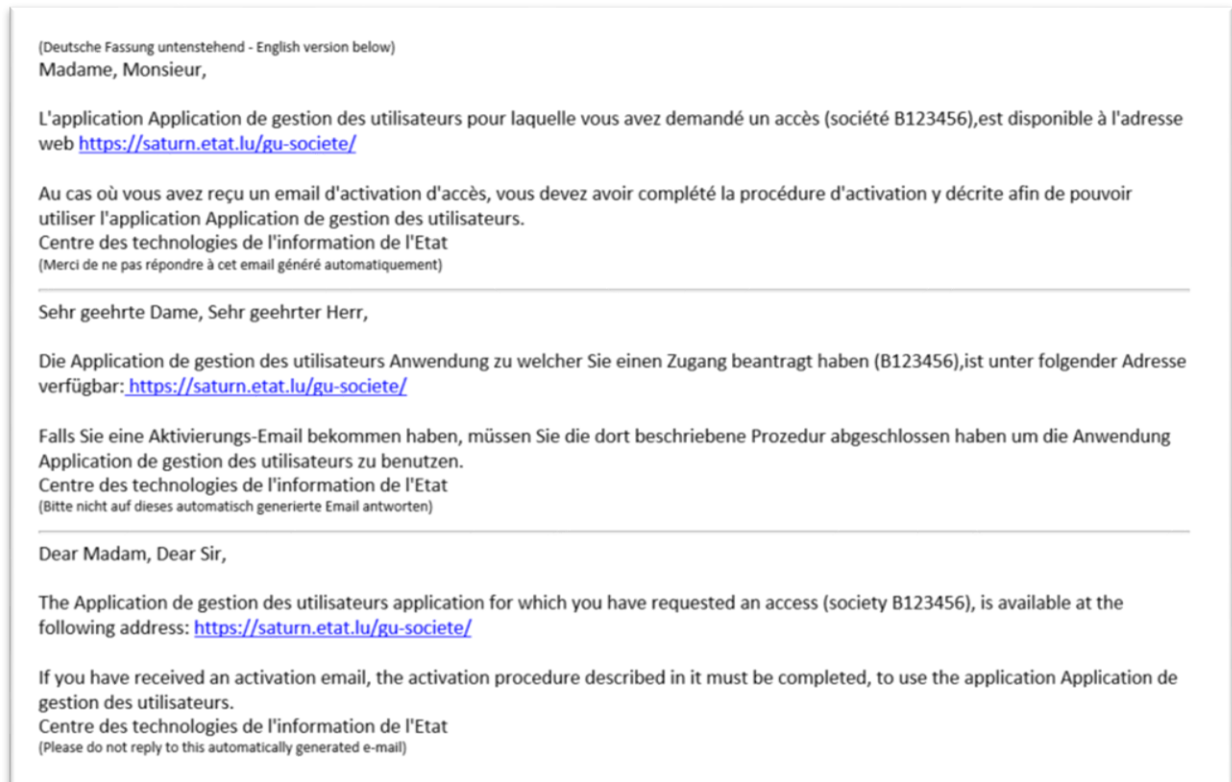 (Deutsche Fassung untenstehend - English version below)
Madame, Monsieur,
L'application Application de gestion des utilisateurs pour laquelle vous avez demandé un accès (société B123456),est disponible à l'adresse
web https://saturn.etat.lu/gu-societe/
Au cas où vous avez reçu un email d'activation d'accès, vous devez avoir complété la procédure d'activation y décrite afin de pouvoir
utiliser l'application Application de gestion des utilisateurs.
Centre des technologies de l'information de l'Etat
(Merci de ne pas répondre à cet email généré automatiquement)
Sehr geehrte Dame, Sehr geehrter Herr,
Die Application de gestion des utilisateurs Anwendung zu welcher Sie einen Zugang beantragt haben (B123456),ist unter folgender Adresse
verfügbar: https://saturn.etat.lu/gu-societe/
Falls Sie eine Aktivierungs-Email bekommen haben, müssen Sie die dort beschriebene Prozedur abgeschlossen haben um die Anwendung
Application de gestion des utilisateurs zu benutzen.
Centre des technologies de l'information de l'Etat
(Bitte nicht auf dieses automatisch generierte Email antworten)
Dear Madam, Dear Sir,
The Application de gestion des utilisateurs application for which you have requested an access (society B123456), is available at the
following address: https://saturn.etat.lu/gu-societe/
If you have received an activation email, the activation procedure described in it must be completed, to use the application Application de
gestion des utilisateurs.
Centre des technologies de l'information de l'Etat
(Please do not reply to this automatically generated e-mail)